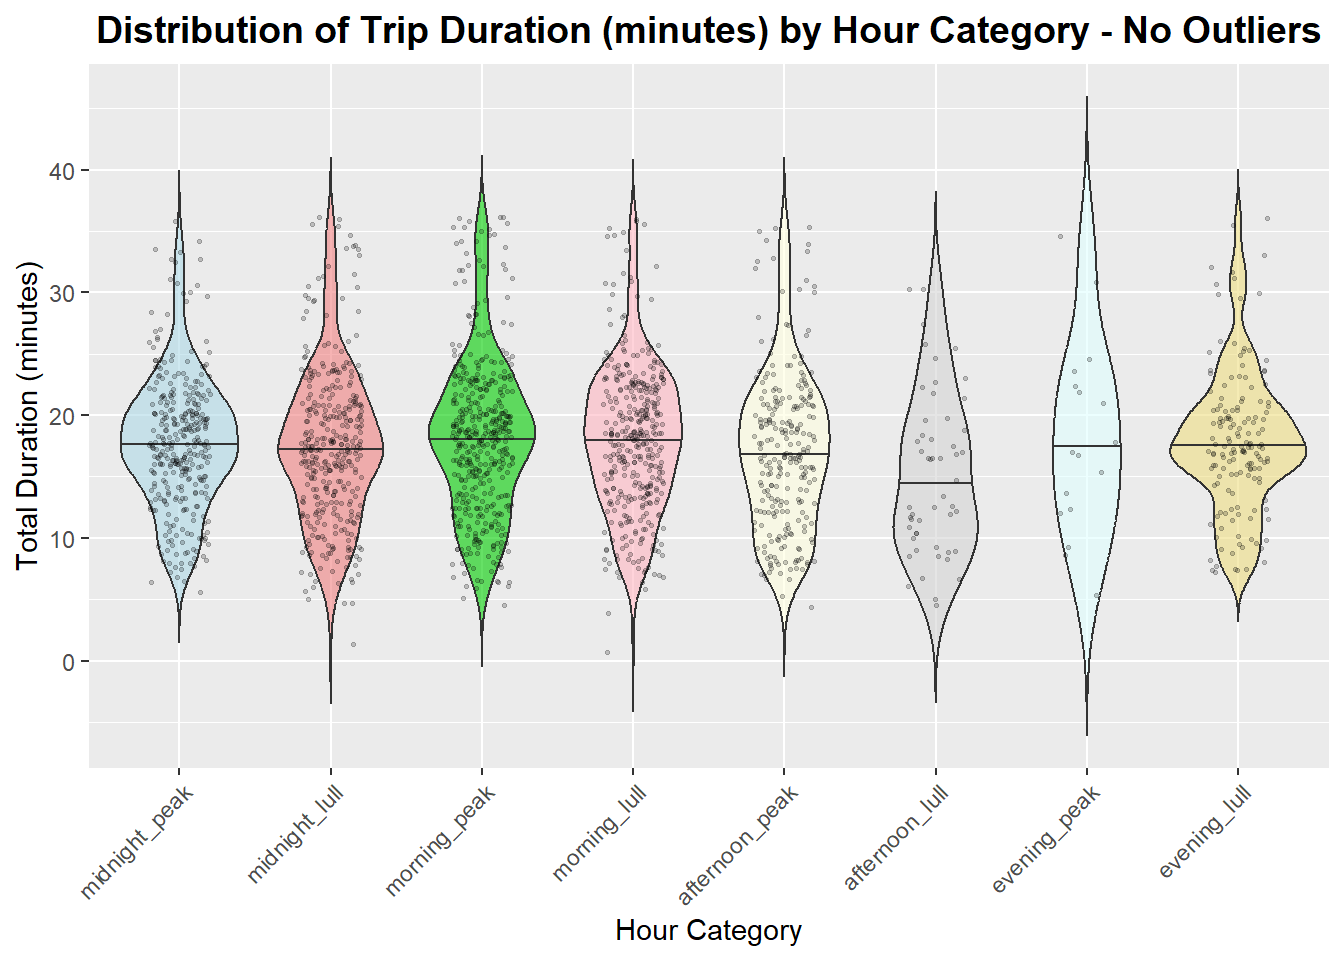 Distribution of Trip Duration (minutes) by Hour Category - No Outliers
Total Duration (minutes)
40
30
20
10
0
midnight_peak
midnight_lull
morning_peak
morning_lull
afternoon_peak
afternoon_lull
evening_peak
evening_lull
Hour Category